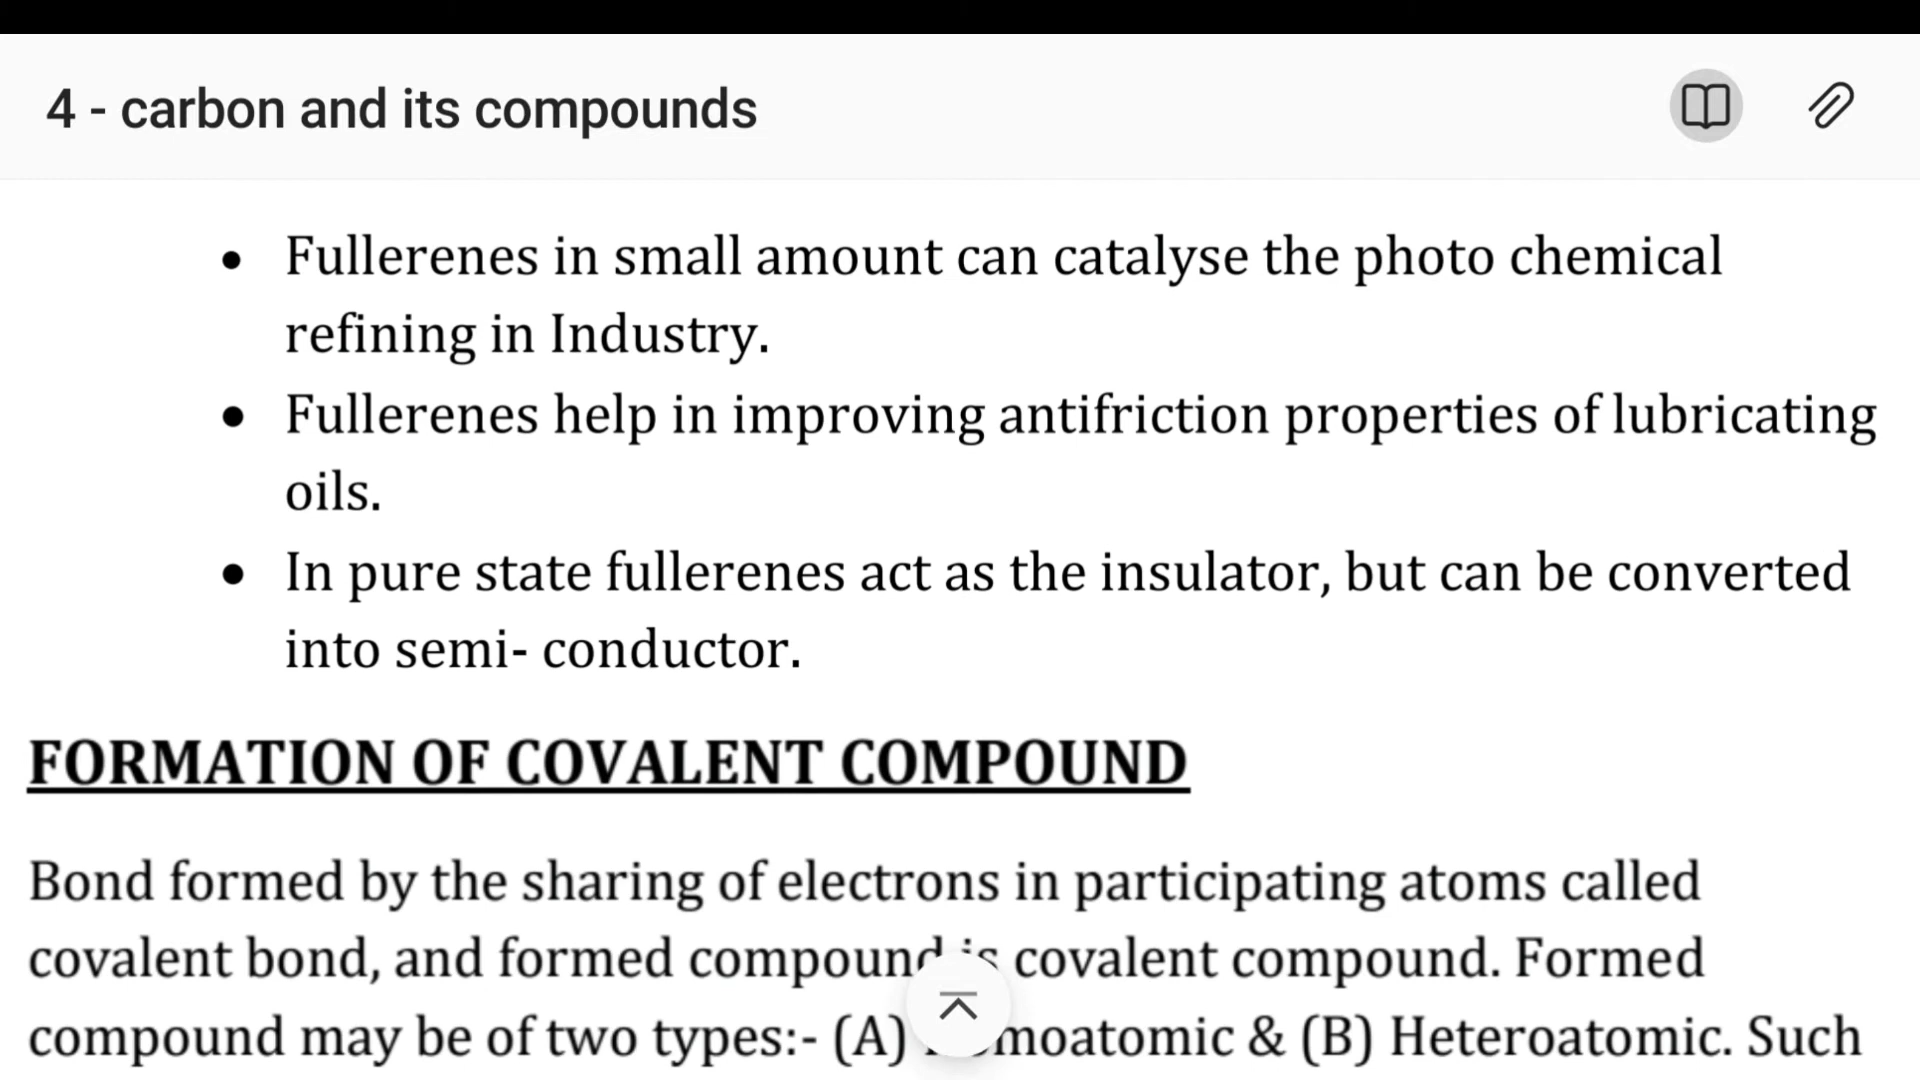 4 - carbon and its compounds
• Fullerenes in small amount can catalyse the photo chemical
refining in Industry.
• Fullerenes help in improving antifriction properties of lubricating
oils.
• In pure state fullerenes act as the insulator, but can be converted
into semi- conductor.
FORMATION OF COVALENT COMPOUND
Bond formed by the sharing of electrons in participating atoms called
covalent bond, and formed compound is covalent compound. Formed
compound may be of two types:- (A) & (B) Heteroatomic. Such